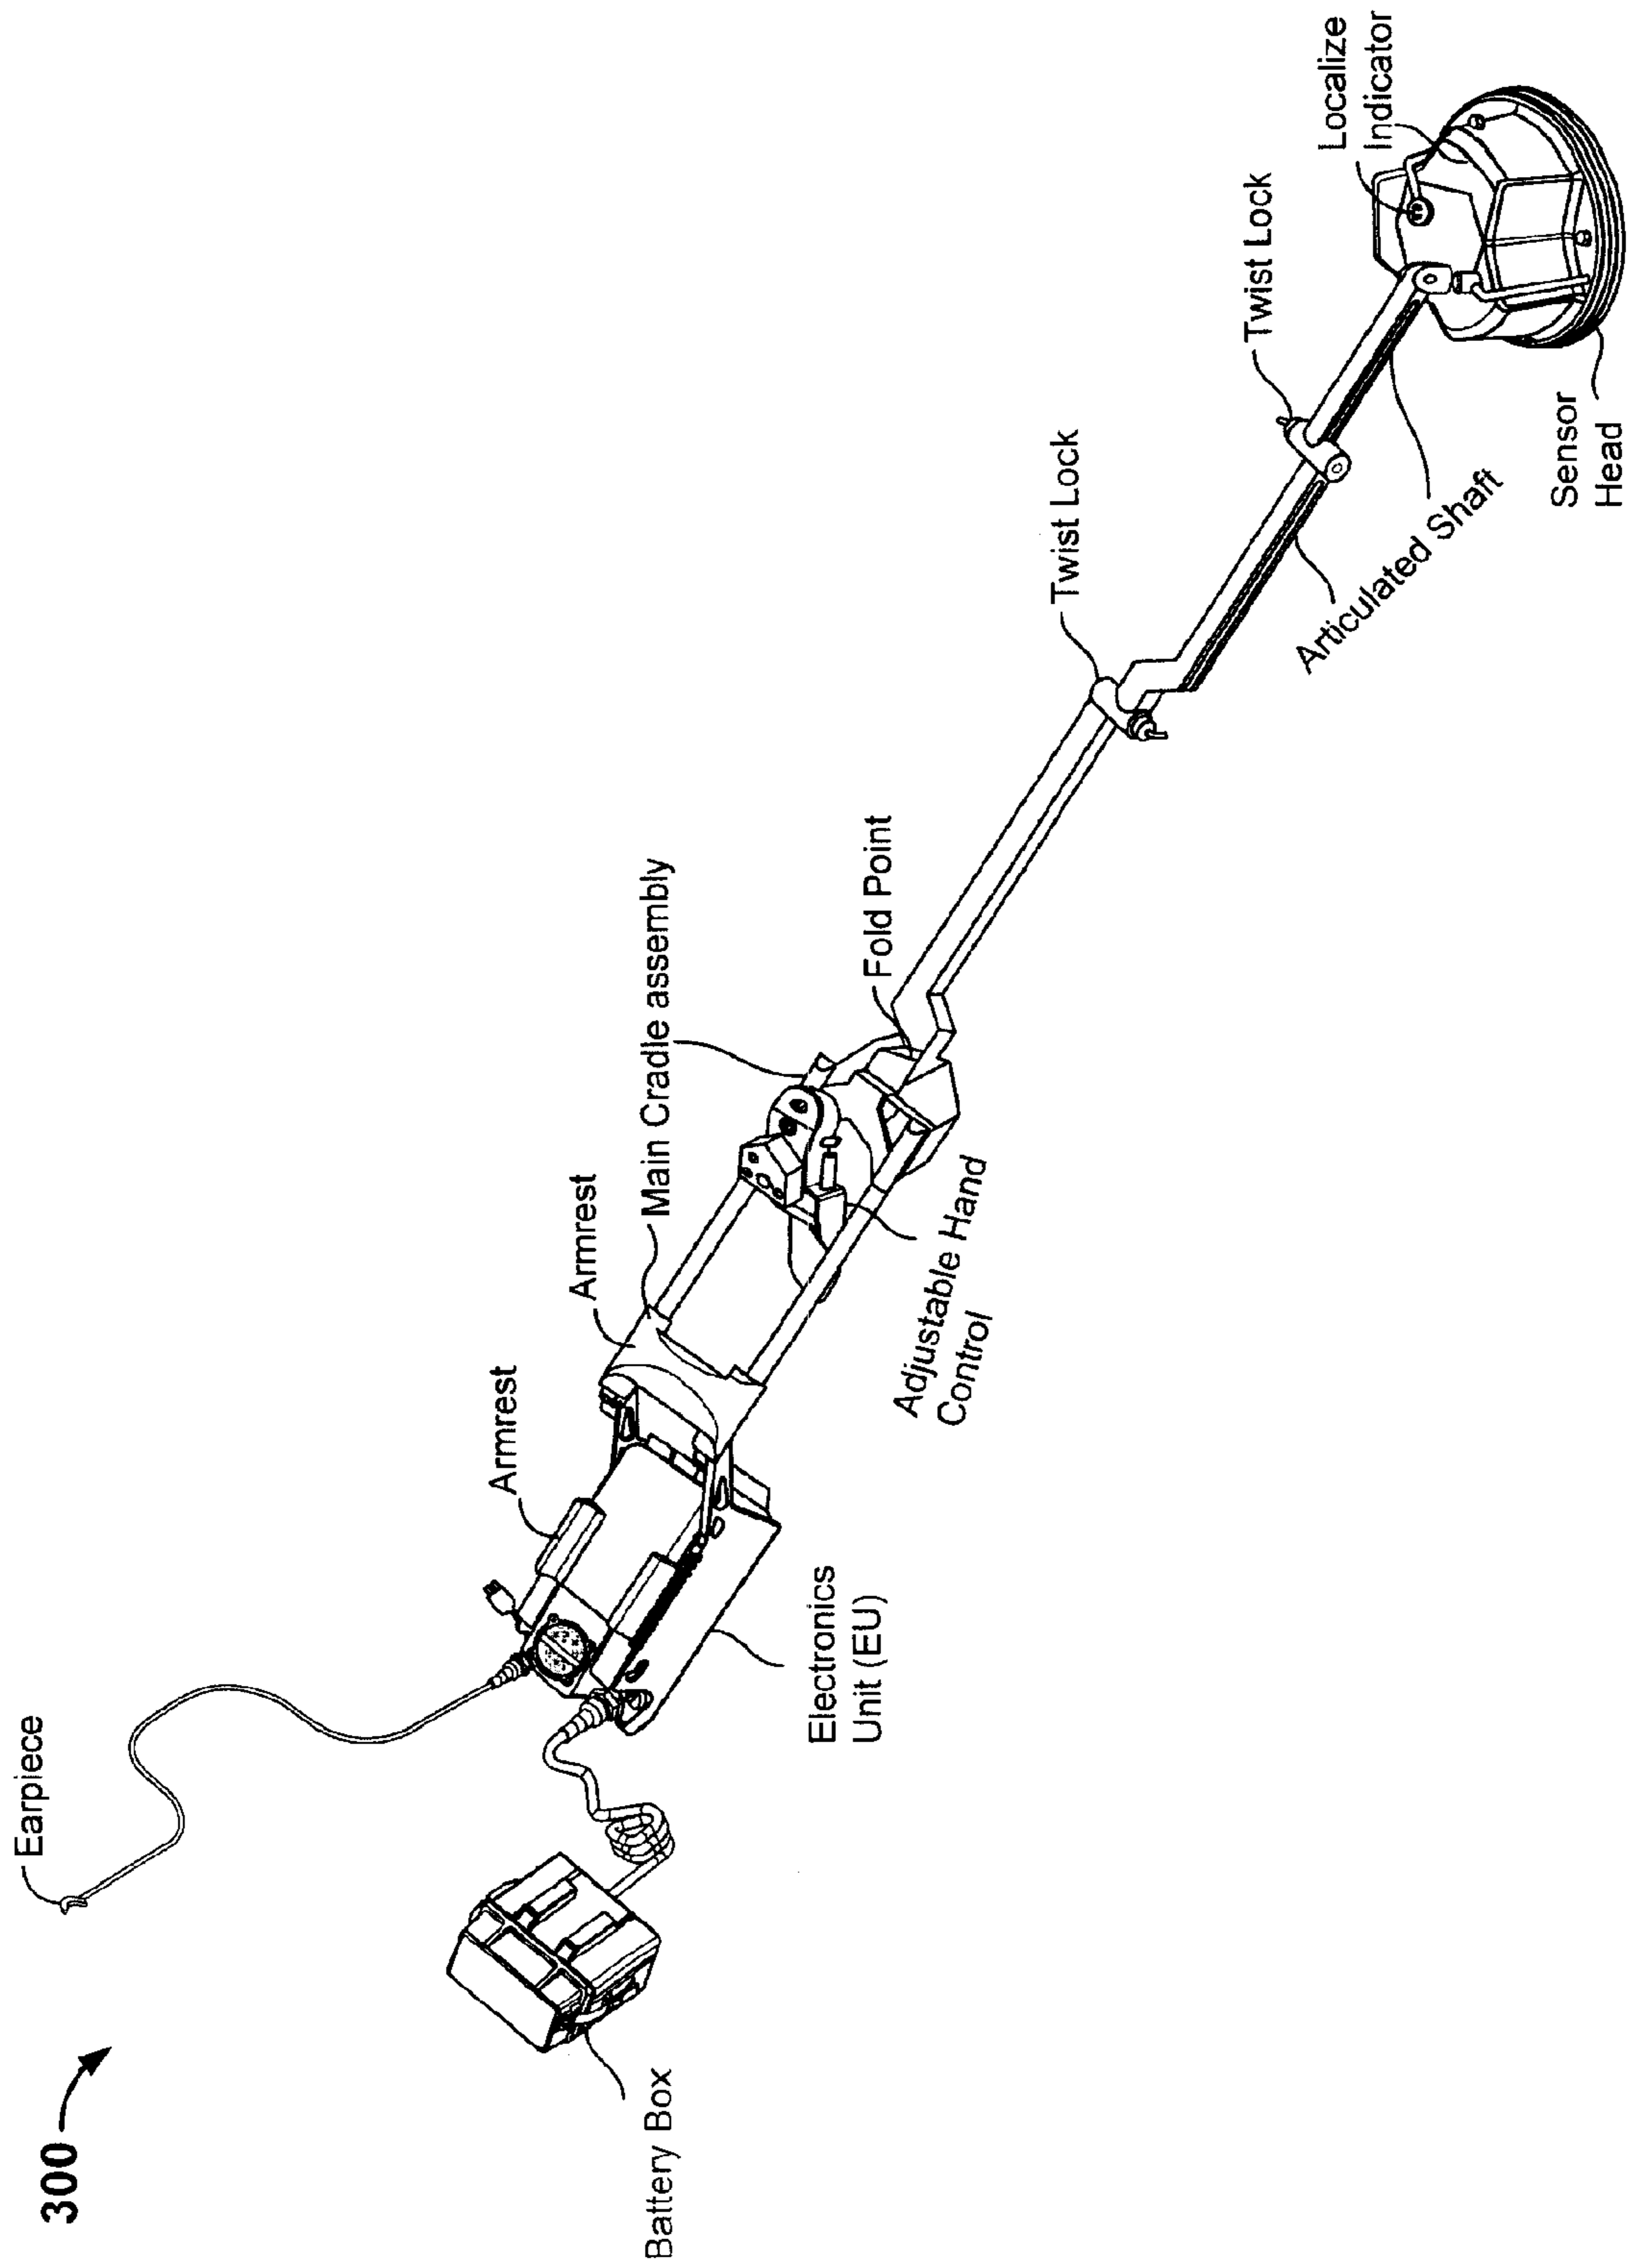 300
Earpiece
Battery Box
Electronics
Unit (EU)
Armrest
Armrest
Main Cradle assembly
Adjustable Hand
Control
Fold Point
Twist Lock
Articulated Shaft
Twist Lock
Localize
Indicator
Sensor
Head